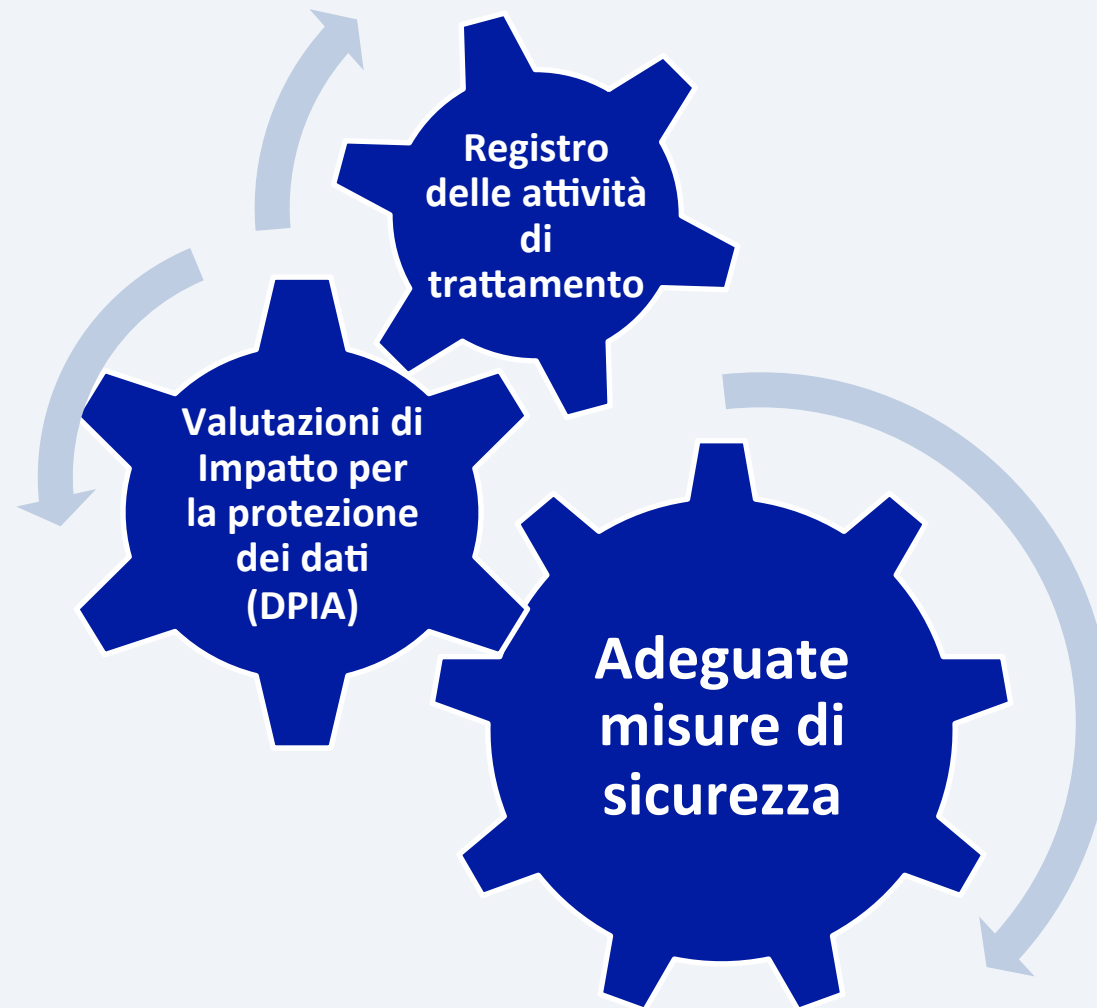 Registro
delle attività
di
trattamento
Valutazioni di
Impatto per
la protezione
dei dati
(DPIA)
Adeguate
misure di
sicurezza